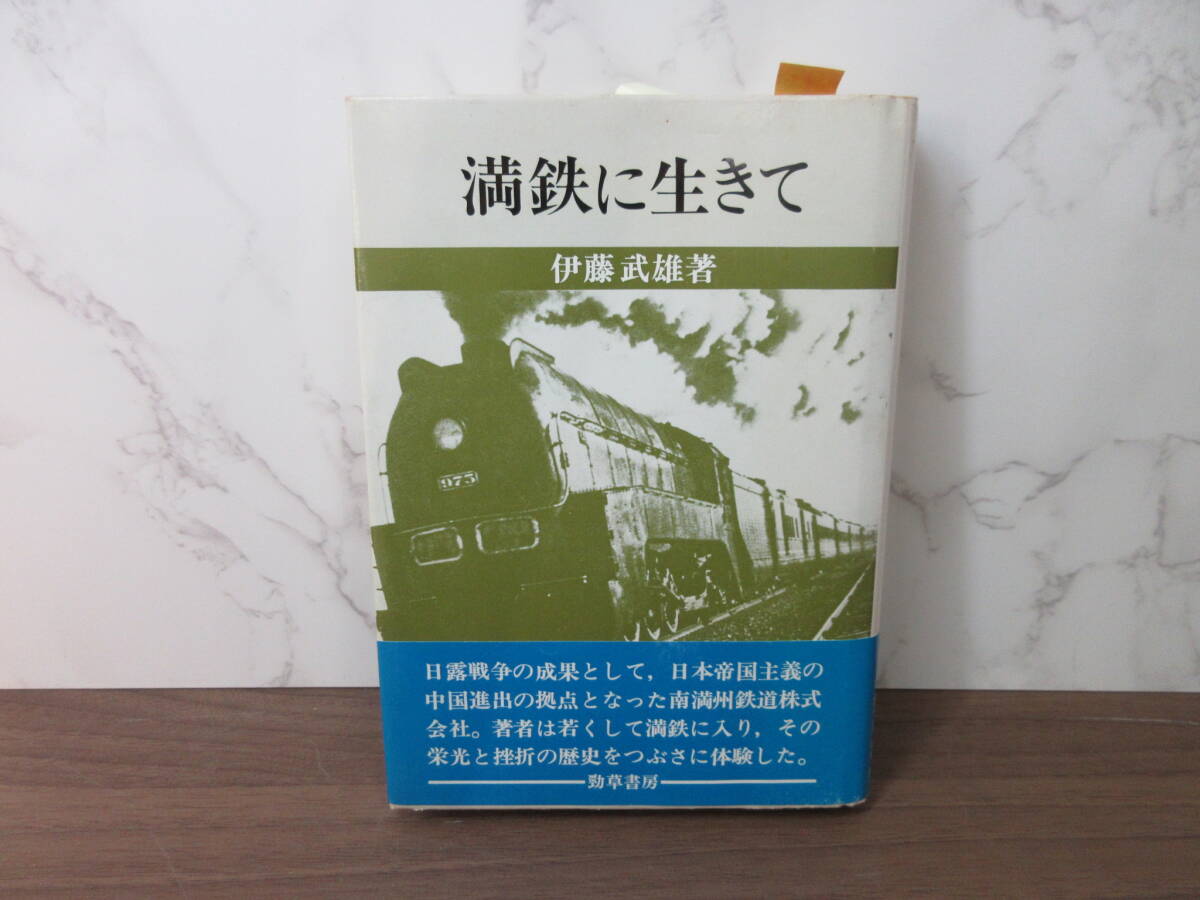 満鉄に生きて
伊藤武雄著
975
日露戦争の成果として，日本帝国主義の
中国進出の拠点となった南満州鉄道株式
会社。著者は若くして満鉄に入り，その
栄光と挫折の歴史をつぶさに体験した。
勁草書房